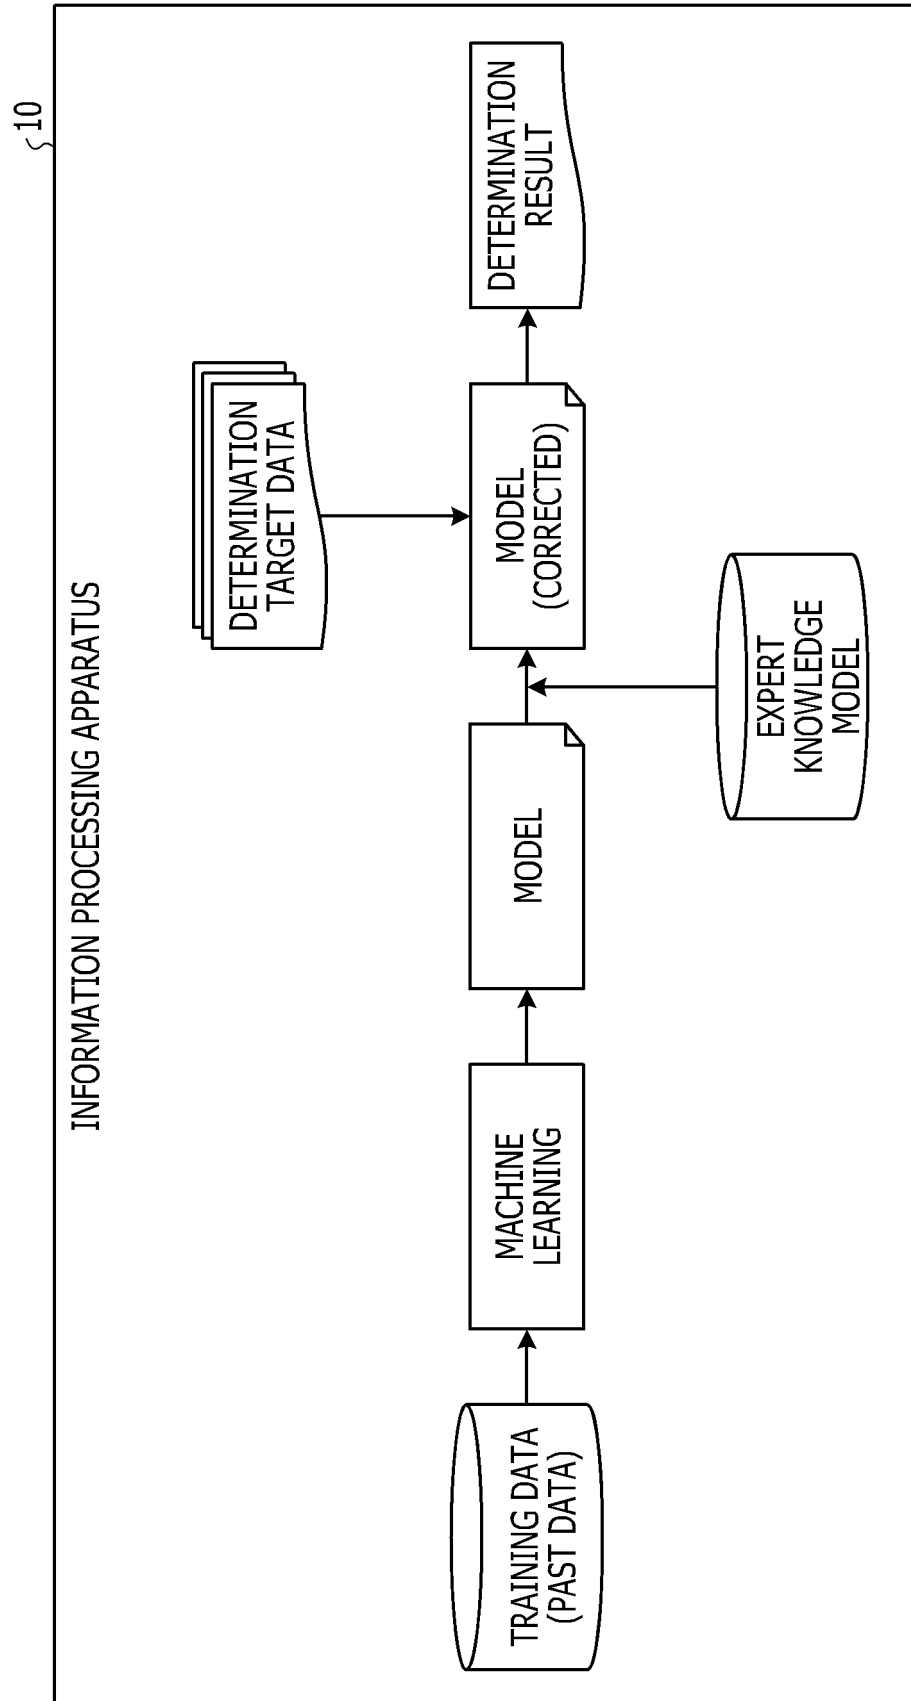 10
INFORMATION PROCESSING APPARATUS
DETERMINATION
TARGET DATA
TRAINING DATA
(PAST DATA)
MACHINE
LEARNING
MODEL
MODEL
(CORRECTED)
DETERMINATION
RESULT
EXPERT
KNOWLEDGE
MODEL